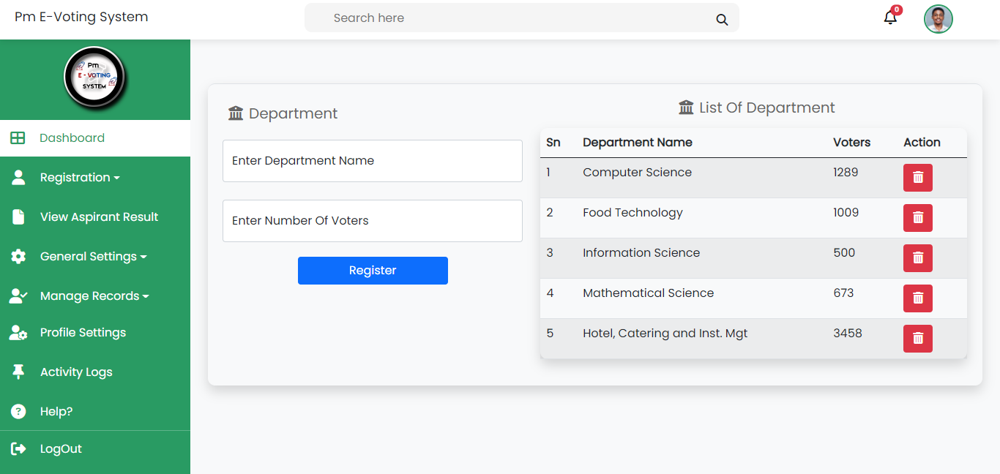 Pm E-Voting System
Search here
0
Pm
E - VOTING
SYSTEM
Dashboard
Registration
View Aspirant Result
General Settings
Manage Records
Profile Settings
Activity Logs
Help?
LogOut
Department
Enter Department Name
Enter Number Of Voters
Register
List Of Department
Sn Department Name Voters Action
1 Computer Science 1289
2 Food Technology 1009
3 Information Science 500
4 Mathematical Science 673
5 Hotel, Catering and Inst. Mgt 3458